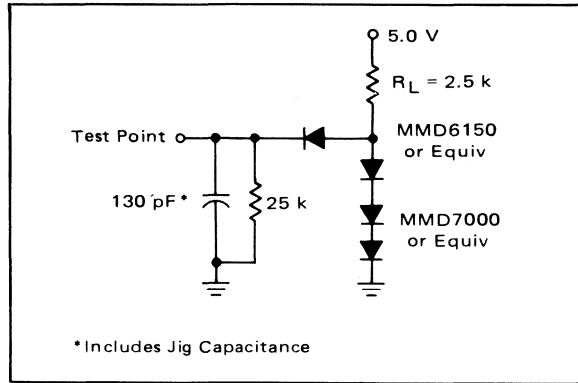 5.0 V
R_L = 2.5 k
Test Point
MMD6150
or Equiv
130 pF*
25 k
MMD7000
or Equiv
*Includes Jig Capacitance